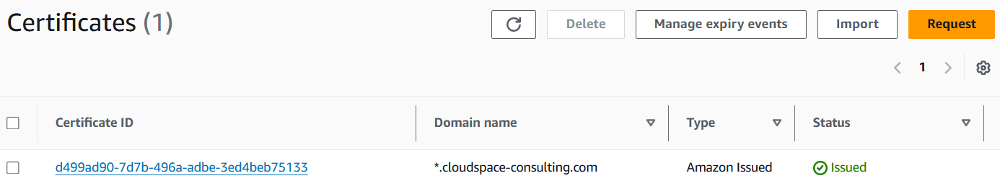 Certificates (1)
Delete
Manage expiry events
Import
Request
1
Certificate ID
Domain name
Type
Status
d499ad90-7d7b-496a-adbe-3ed4beb75133
*.cloudspace-consulting.com
Amazon Issued
Issued